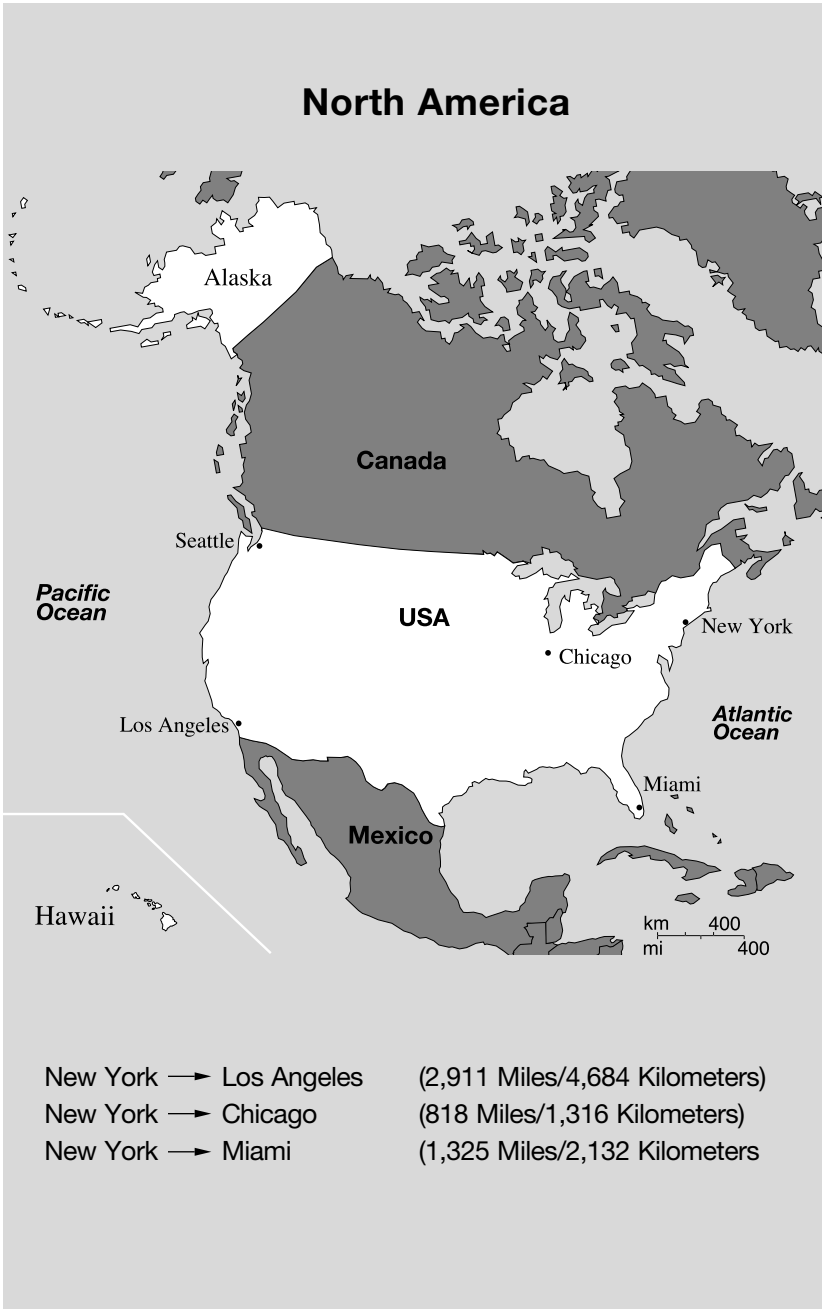 North America
Alaska
Canada
Seattle
Pacific
Ocean
USA
New York
Chicago
Los Angeles
Atlantic
Ocean
Miami
Mexico
Hawaii
km 400
mi 400
New York → Los Angeles (2,911 Miles/4,684 Kilometers)
New York → Chicago (818 Miles/1,316 Kilometers)
New York → Miami (1,325 Miles/2,132 Kilometers